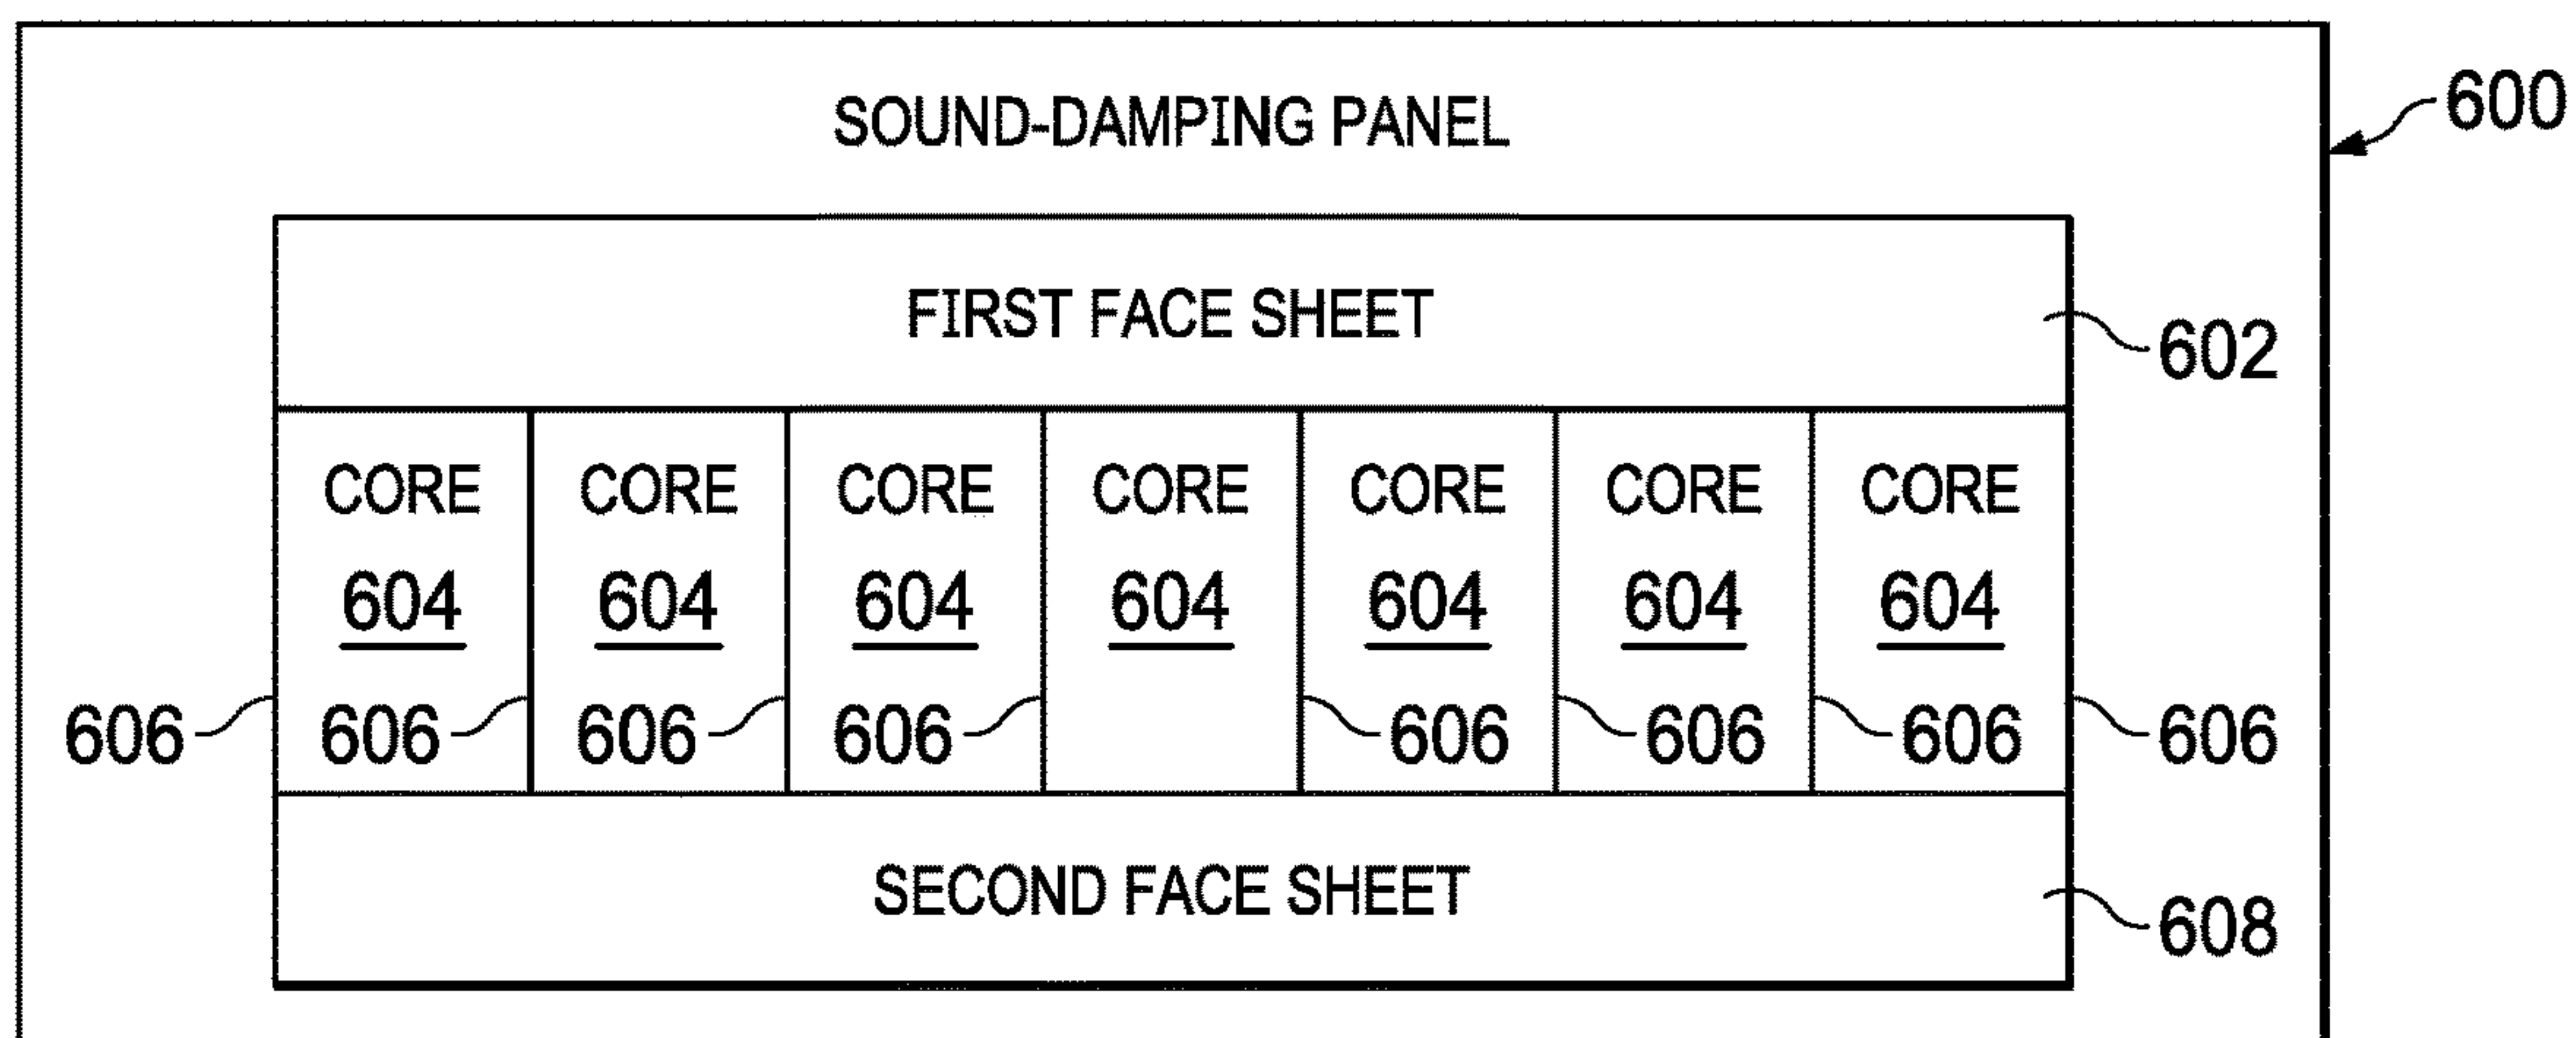 SOUND-DAMPING PANEL
600
FIRST FACE SHEET
602
CORE CORE CORE CORE CORE CORE CORE
604 604 604 604 604 604 604
606 606 606 606 606 606 606 606
SECOND FACE SHEET
608